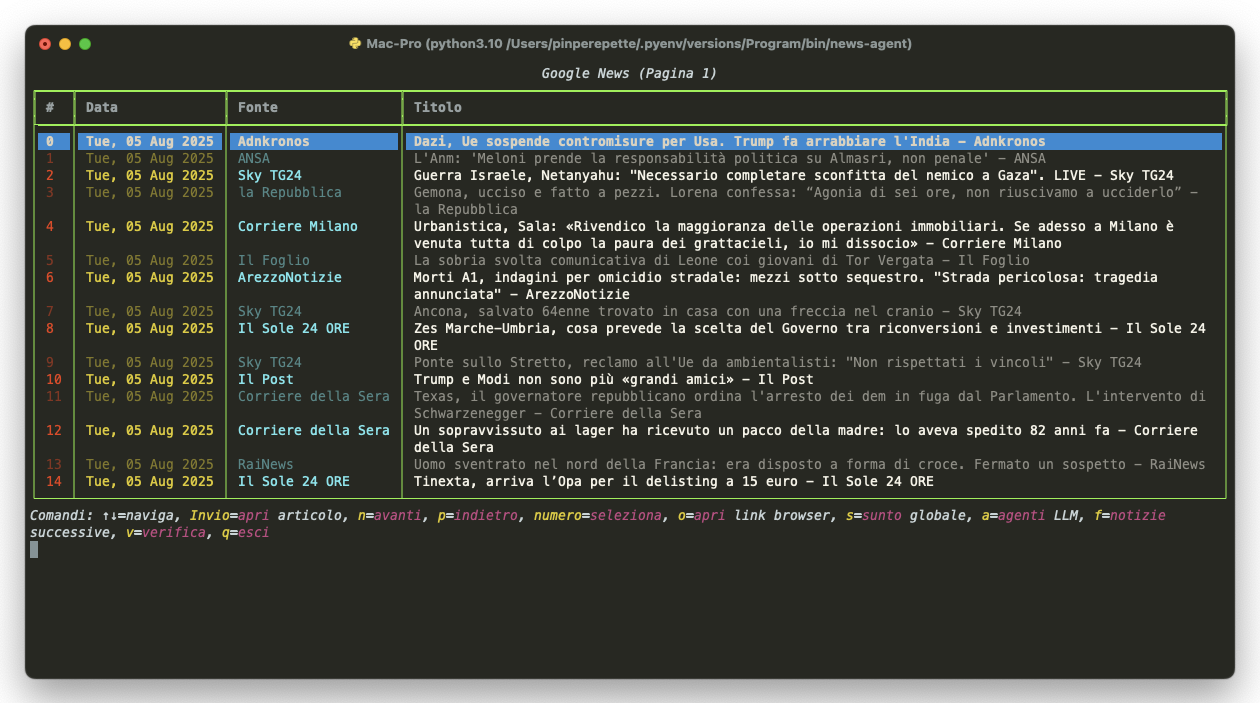 Mac-Pro (python3.10 /Users/pinperepette/.pyenv/versions/Program/bin/news-agent)
Google News (Pagina 1)
# Data Fonte Titolo
0 Tue, 05 Aug 2025 Adnkronos Dazi, Ue sospende contromisure per Usa. Trump fa arrabbiare l'India - Adnkronos
1 Tue, 05 Aug 2025 ANSA L'Anm: 'Meloni prende la responsabilità politica su Almasri, non penale' - ANSA
2 Tue, 05 Aug 2025 Sky TG24 Guerra Israele, Netanyahu: "Necessario completare sconfitta del nemico a Gaza". LIVE - Sky TG24
3 Tue, 05 Aug 2025 la Repubblica Gemona, ucciso e fatto a pezzi. Lorena confessa: “Agonia di sei ore, non riuscivamo a ucciderlo” -
la Repubblica
4 Tue, 05 Aug 2025 Corriere Milano Urbanistica, Sala: «Rivendico la maggioranza delle operazioni immobiliari. Se adesso a Milano è
venuta tutta di colpo la paura dei grattacieli, io mi dissocio» - Corriere Milano
5 Tue, 05 Aug 2025 Il Foglio La sobria svolta comunicativa di Leone coi giovani di Tor Vergata - Il Foglio
6 Tue, 05 Aug 2025 ArezzoNotizie Morti A1, indagini per omicidio stradale: mezzi sotto sequestro. "Strada pericolosa: tragedia
annunciata" - ArezzoNotizie
7 Tue, 05 Aug 2025 Sky TG24 Ancona, salvato 64enne trovato in casa con una freccia nel cranio - Sky TG24
8 Tue, 05 Aug 2025 Il Sole 24 ORE Zes Marche-Umbria, cosa prevede la scelta del Governo tra riconversioni e investimenti - Il Sole 24
ORE
9 Tue, 05 Aug 2025 Sky TG24 Ponte sullo Stretto, reclamo all'Ue da ambientalisti: "Non rispettati i vincoli" - Sky TG24
10 Tue, 05 Aug 2025 Il Post Trump e Modi non sono più «grandi amici» - Il Post
11 Tue, 05 Aug 2025 Corriere della Sera Texas, il governatore repubblicano ordina l'arresto dei dem in fuga dal Parlamento. L'intervento di
Schwarzenegger - Corriere della Sera
12 Tue, 05 Aug 2025 Corriere della Sera Un sopravvissuto ai lager ha ricevuto un pacco della madre: lo aveva spedito 82 anni fa - Corriere
della Sera
13 Tue, 05 Aug 2025 RaiNews Uomo sventrato nel nord della Francia: era disposto a forma di croce. Fermato un sospetto - RaiNews
14 Tue, 05 Aug 2025 Il Sole 24 ORE Tinexta, arriva l’Opa per il delisting a 15 euro - Il Sole 24 ORE
Comandi: ↑↓=naviga, Invio=apri articolo, n=avanti, p=indietro, numero=seleziona, o=apri link browser, s=sunto globale, a=agenti LLM, f=notizie
successive, v=verifica, q=esci